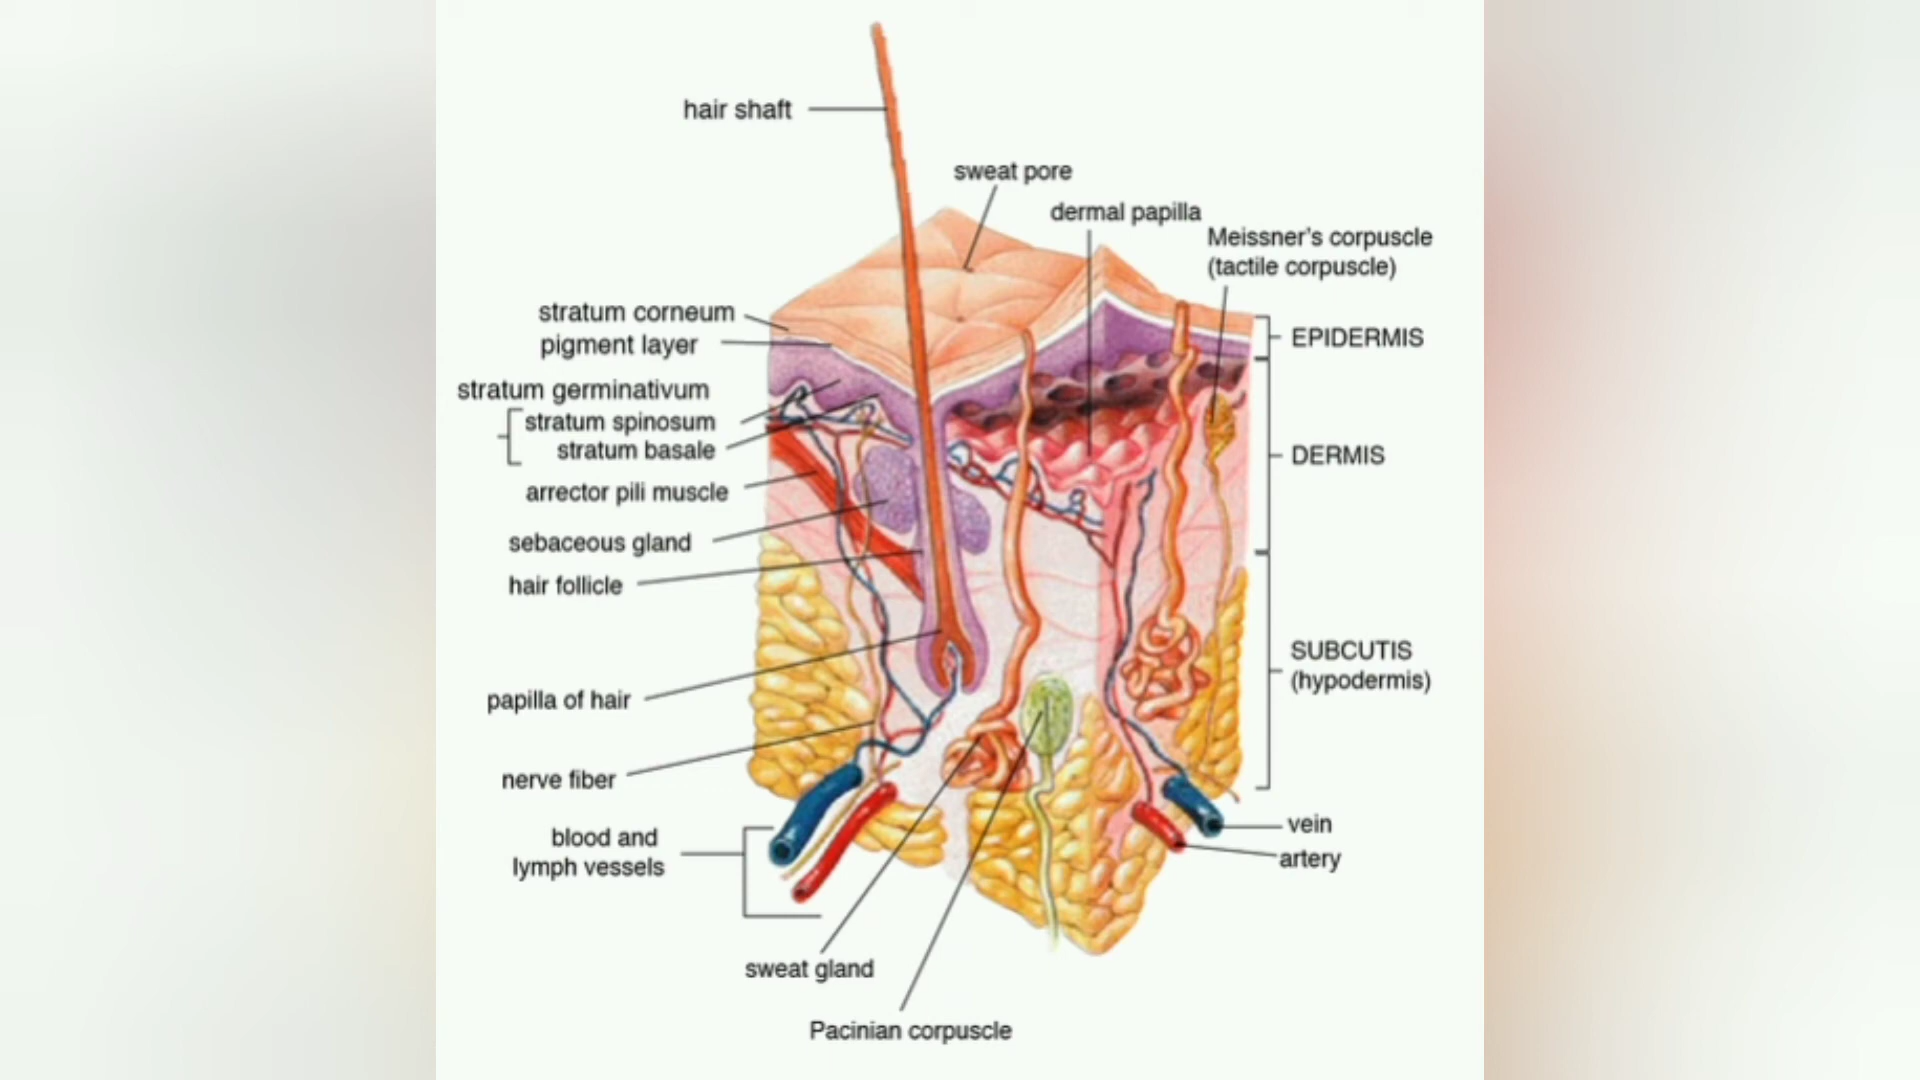 hair shaft
sweat pore
dermal papilla
Meissner's corpuscle
(tactile corpuscle)
stratum corneum
pigment layer
stratum germinativum
stratum spinosum
stratum basale
arrector pili muscle
sebaceous gland
hair follicle
papilla of hair
nerve fiber
blood and
lymph vessels
sweat gland
Pacinian corpuscle
EPIDERMIS
DERMIS
SUBCUTIS
(hypodermis)
vein
artery